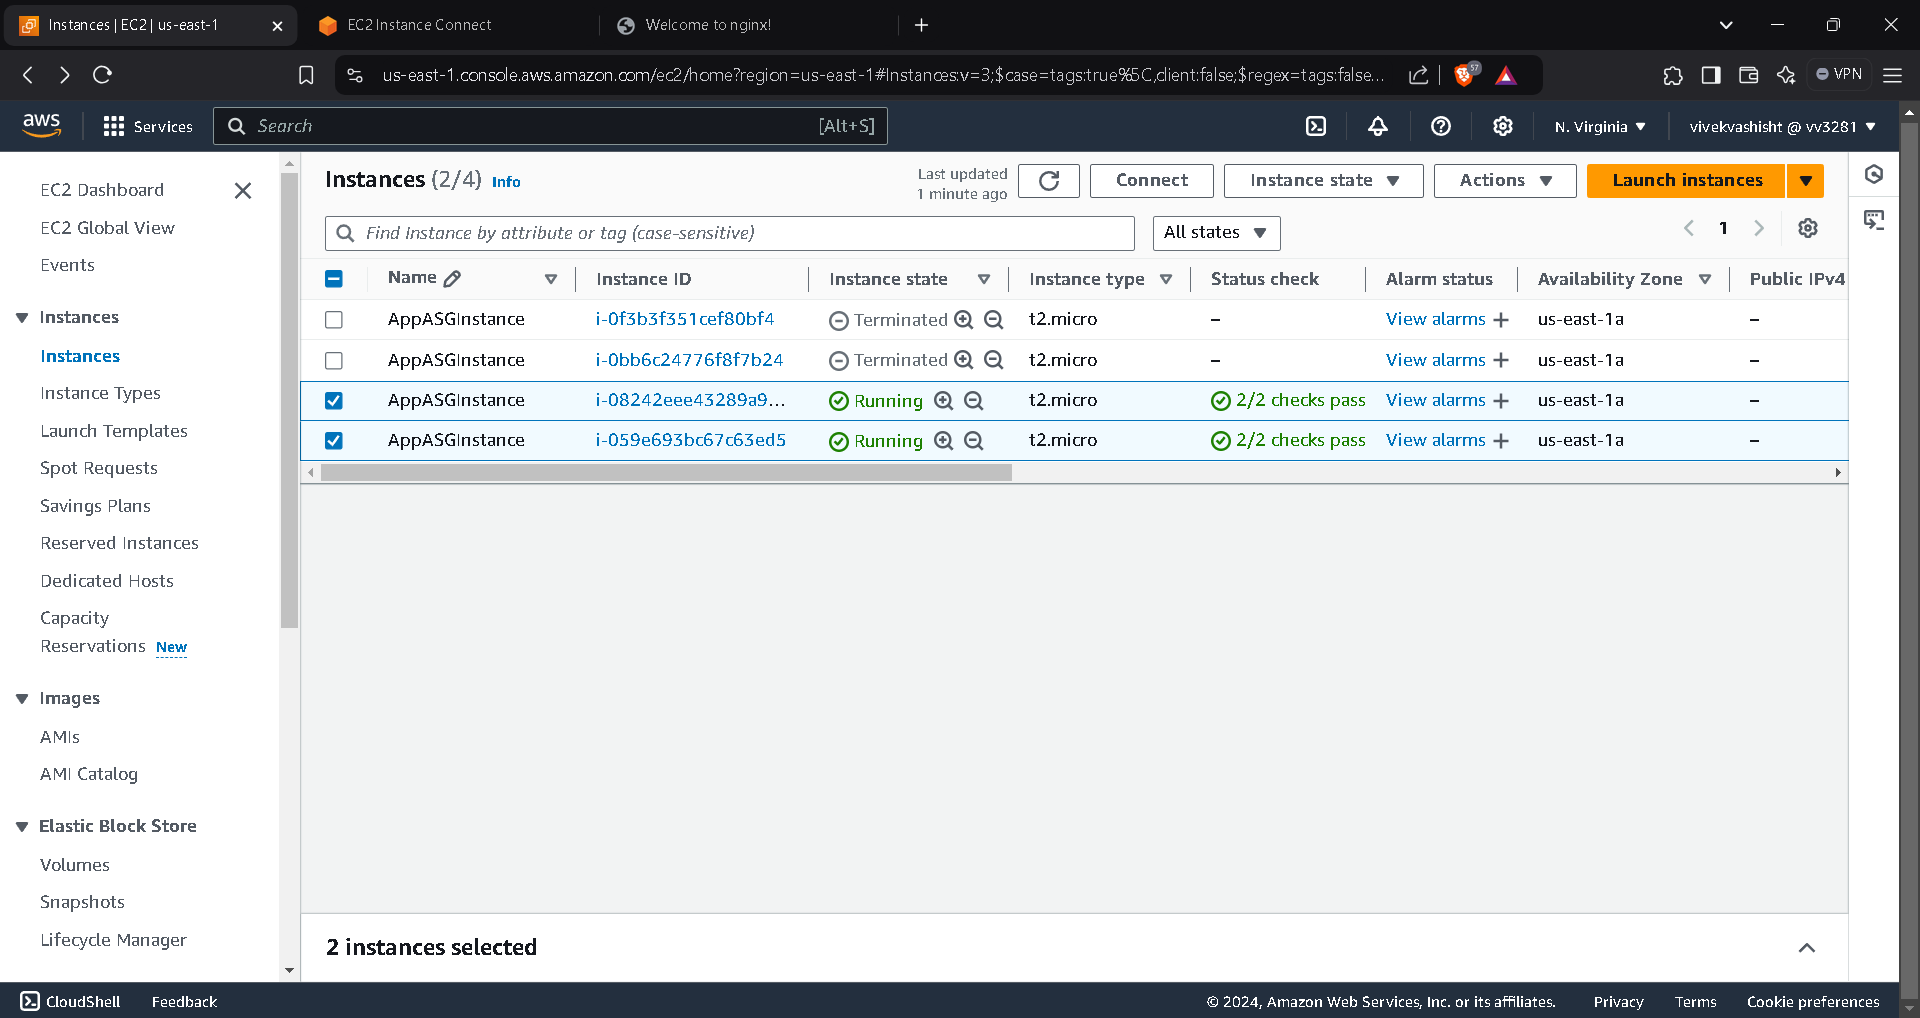 Instances | EC2 | us-east-1
EC2 Instance Connect
Welcome to nginx!
us-east-1.console.aws.amazon.com/ec2/home?region=us-east-1#Instances:v=3;$case=tags:true%5C,client:false;$regex=tags:false...
57
VPN
aws
Services
Search
[Alt+S]
N. Virginia
vivekvashisht @ vv3281
EC2 Dashboard
EC2 Global View
Events
Instances
Instances
Instance Types
Launch Templates
Spot Requests
Savings Plans
Reserved Instances
Dedicated Hosts
Capacity
Reservations New
Images
AMIs
AMI Catalog
Elastic Block Store
Volumes
Snapshots
Lifecycle Manager
Instances (2/4) Info
Last updated
1 minute ago
Connect
Instance state
Actions
Launch instances
Find Instance by attribute or tag (case-sensitive)
All states
1
Name Instance ID Instance state Instance type Status check Alarm status Availability Zone Public IPv4
AppASGInstance i-0f3b3f351cef80bf4 Terminated t2.micro – View alarms us-east-1a –
AppASGInstance i-0bb6c24776f8f7b24 Terminated t2.micro – View alarms us-east-1a –
AppASGInstance i-08242eee43289a9... Running t2.micro 2/2 checks pass View alarms us-east-1a –
AppASGInstance i-059e693bc67c63ed5 Running t2.micro 2/2 checks pass View alarms us-east-1a –
2 instances selected
CloudShell
Feedback
© 2024, Amazon Web Services, Inc. or its affiliates.
Privacy
Terms
Cookie preferences